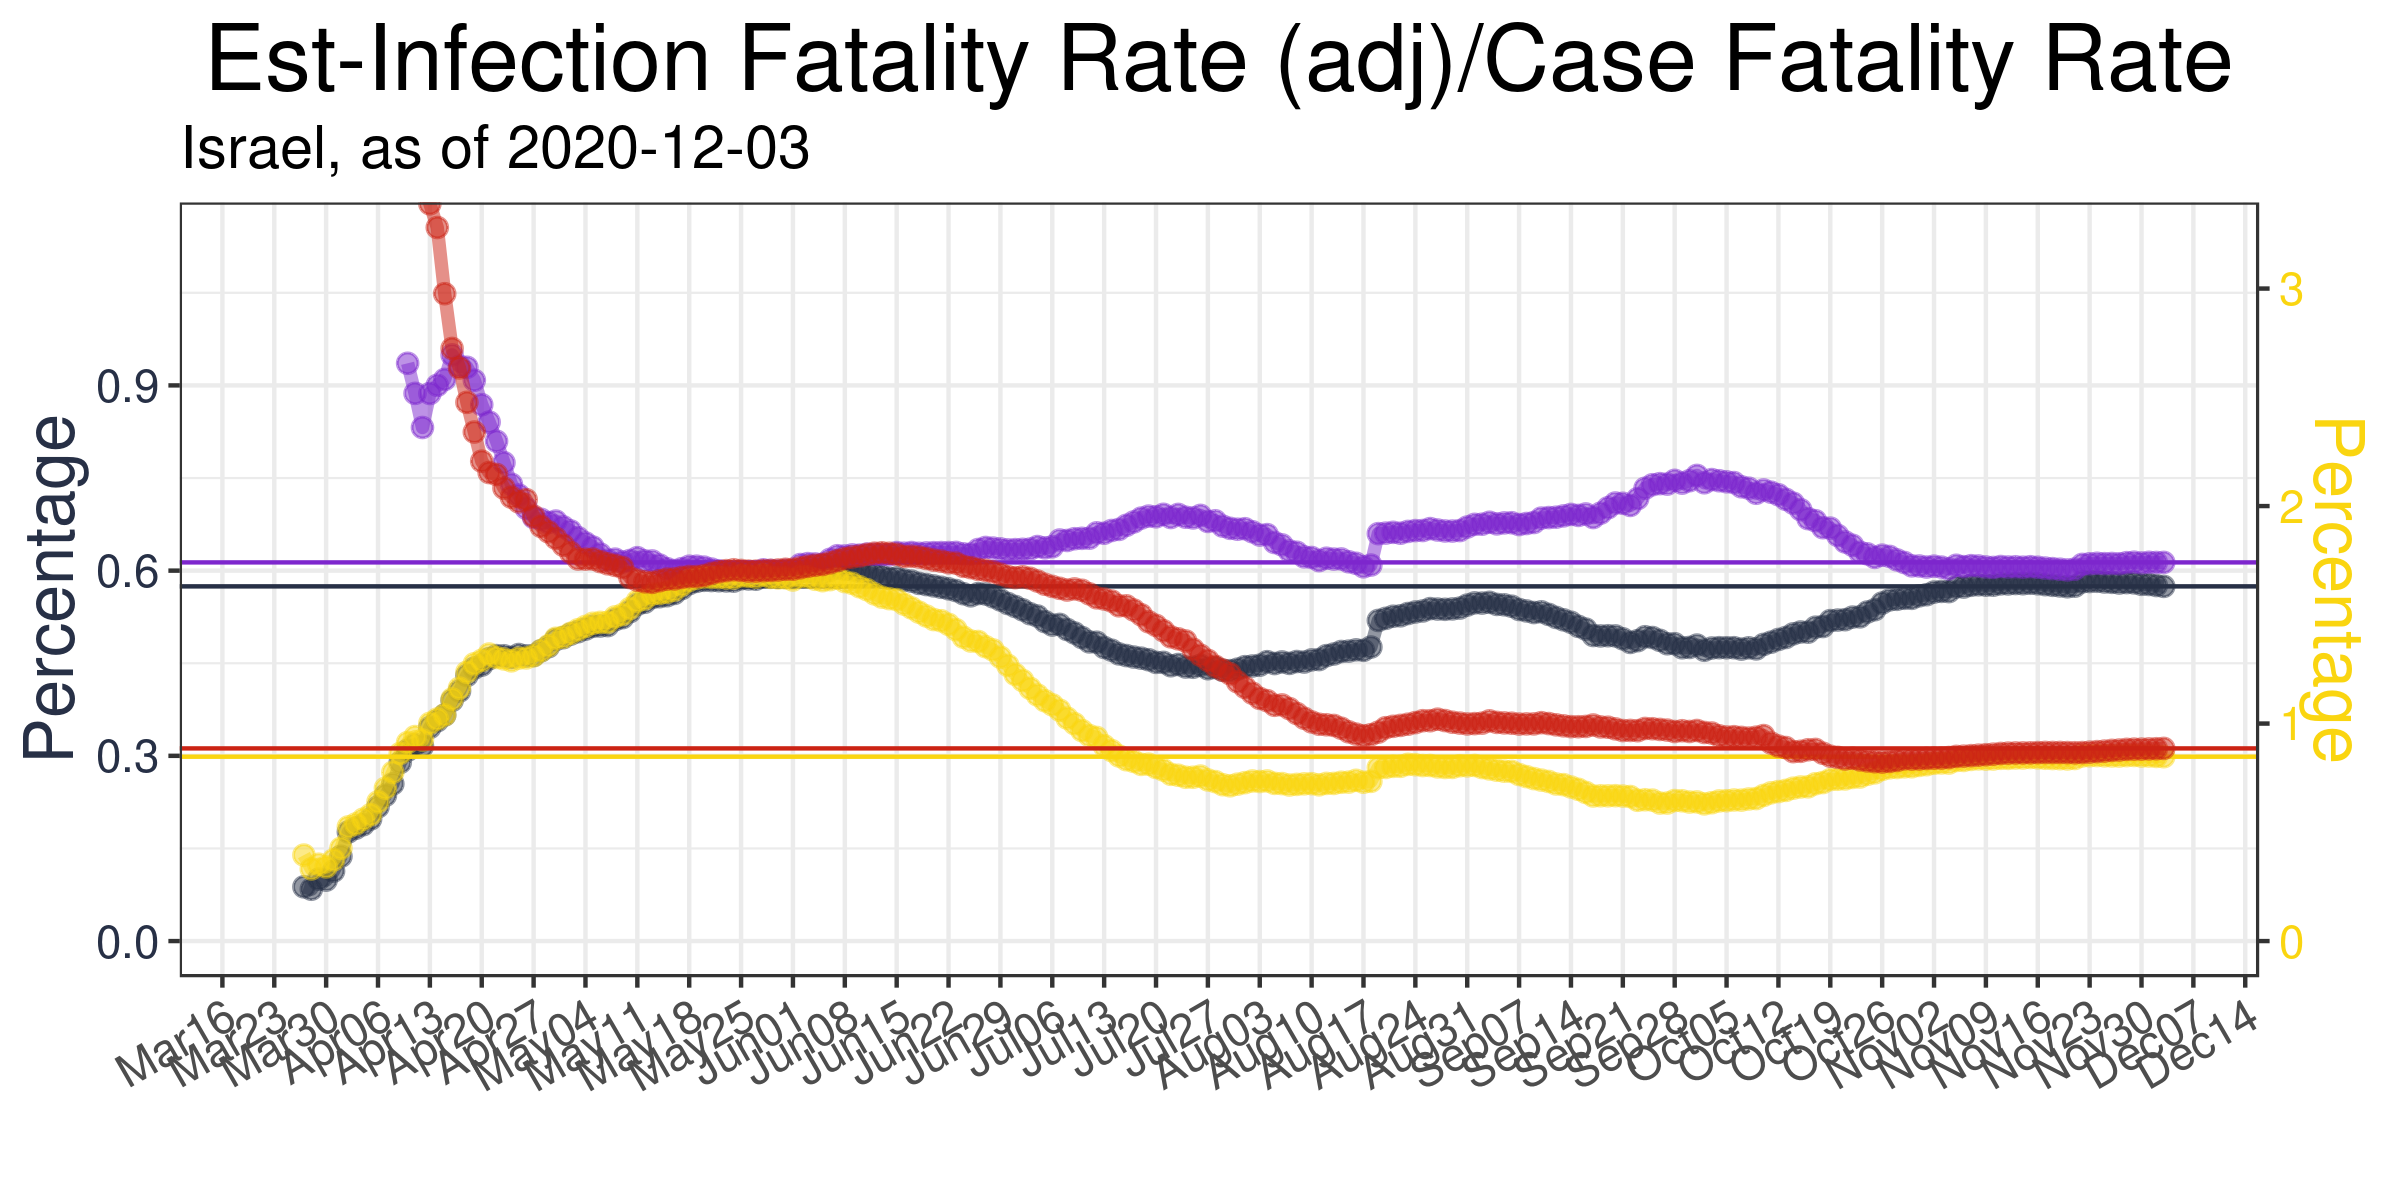 Est-Infection Fatality Rate (adj)/Case Fatality Rate
Israel, as of 2020-12-03
Percentage
0.9
0.6
0.3
0.0
3
2
1
0
Percentage
Mar16
Mar23
Mar30
Apr06
Apr13
Apr20
Apr27
May04
May11
May18
May25
Jun01
Jun08
Jun15
Jun22
Jun29
Jul06
Jul13
Jul20
Jul27
Aug03
Aug10
Aug17
Aug24
Aug31
Sep07
Sep14
Sep21
Sep28
Oct05
Oct12
Oct19
Oct26
Nov02
Nov09
Nov16
Nov23
Nov30
Dec07
Dec14